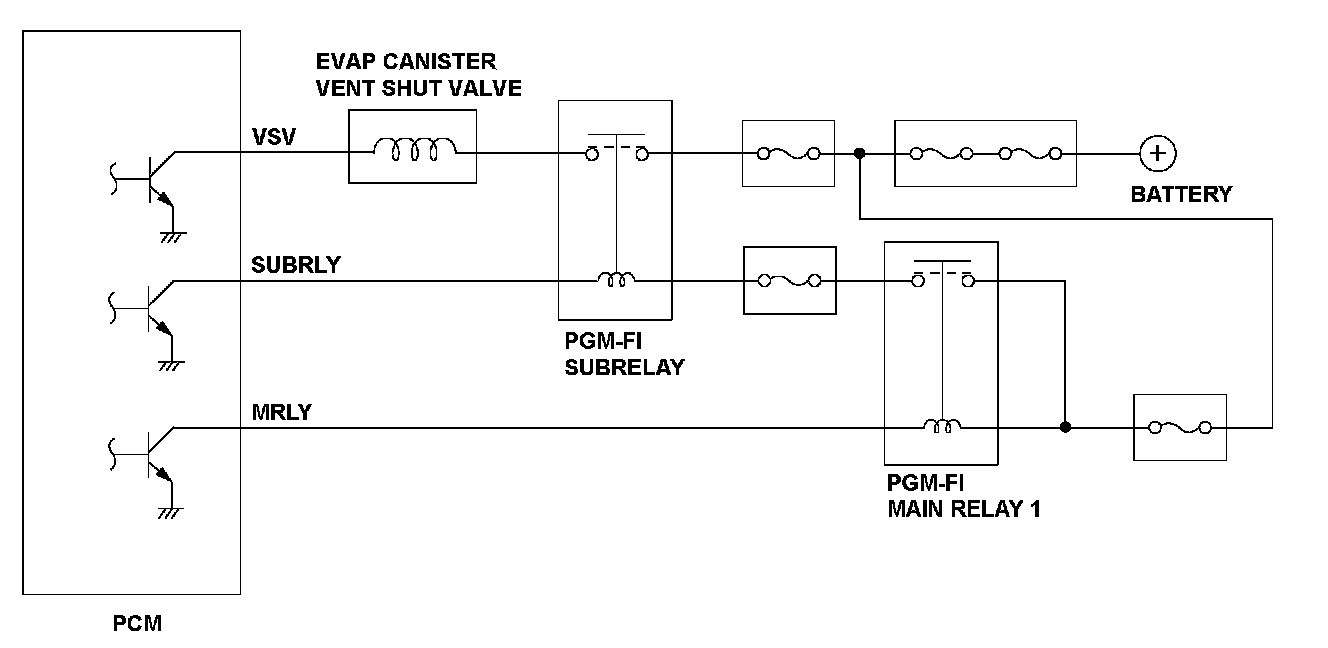 EVAP CANISTER
VENT SHUT VALVE
VSV
+
BATTERY
SUBRLY
PGM-FI
SUBRELAY
MRLY
PGM-FI
MAIN RELAY 1
PCM